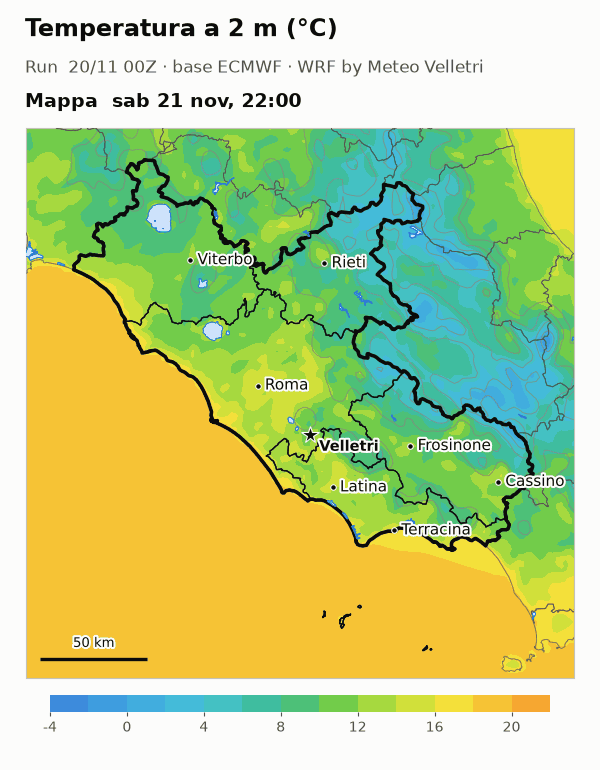 Temperatura a 2 m (°C)
Run  20/11 00Z · base ECMWF · WRF by Meteo Velletri
Mappa  sab 21 nov, 22:00
Viterbo
Rieti
Roma
Velletri
Frosinone
Latina
Cassino
Terracina
50 km
-4 0 4 8 12 16 20